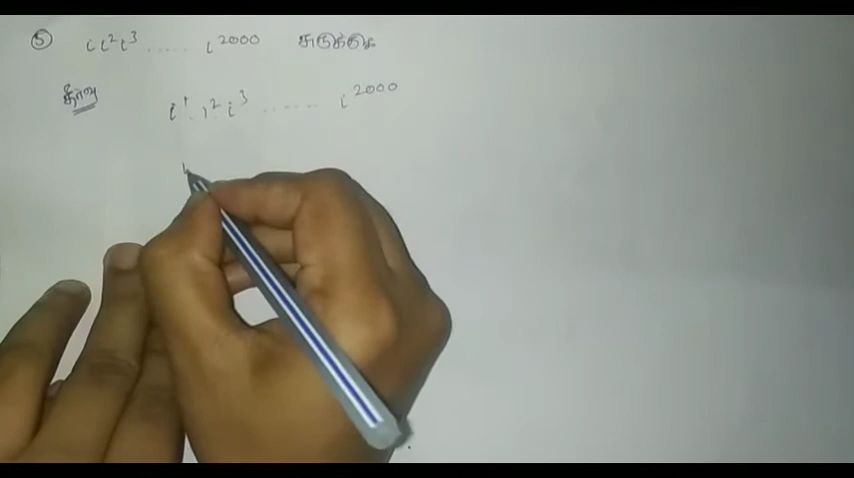 ⑤ i i² i³ ..... i²⁰⁰⁰ சுருக்குக
தீர்வு
i¹ . i² . i³ ...... i²⁰⁰⁰